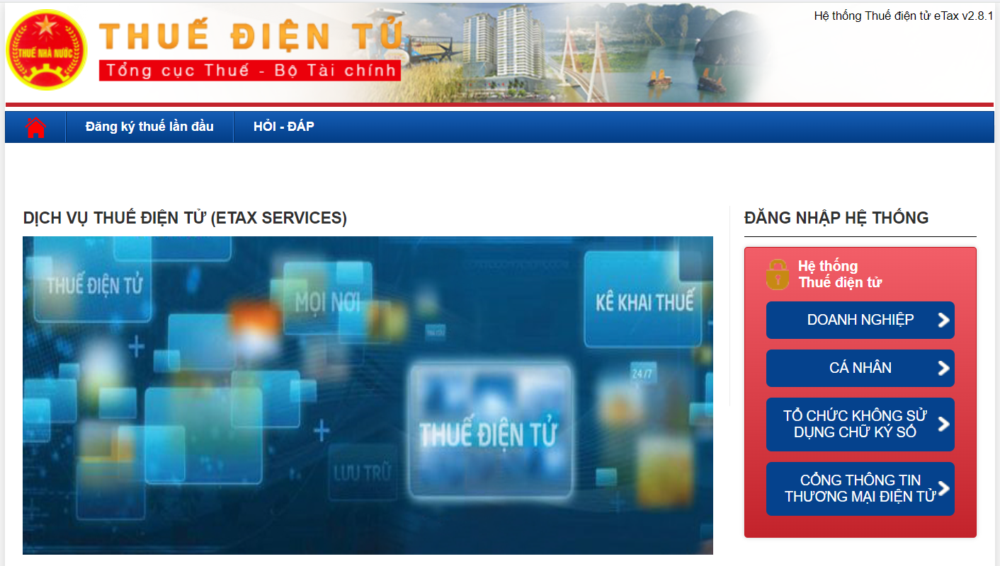 Hệ thống Thuế điện tử eTax v2.8.1
THUẾ NHÀ NƯỚC
THUẾ ĐIỆN TỬ
Tổng cục Thuế - Bộ Tài chính
Đăng ký thuế lần đầu
HỎI - ĐÁP
DỊCH VỤ THUẾ ĐIỆN TỬ (ETAX SERVICES)
THUẾ ĐIỆN TỬ
MỌI NƠI
KÊ KHAI THUẾ
24/7
THUẾ ĐIỆN TỬ
LƯU TRỮ
ĐĂNG NHẬP HỆ THỐNG
Hệ thống
Thuế điện tử
DOANH NGHIỆP
CÁ NHÂN
TỔ CHỨC KHÔNG SỬ
DỤNG CHỮ KÝ SỐ
CỔNG THÔNG TIN
THƯƠNG MẠI ĐIỆN TỬ